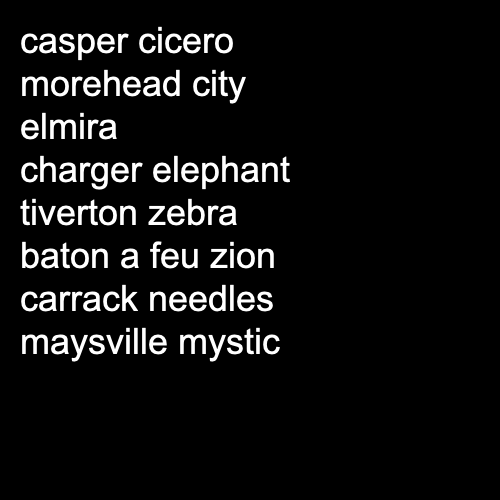 casper cicero
morehead city
elmira
charger elephant
tiverton zebra
baton a feu zion
carrack needles
maysville mystic